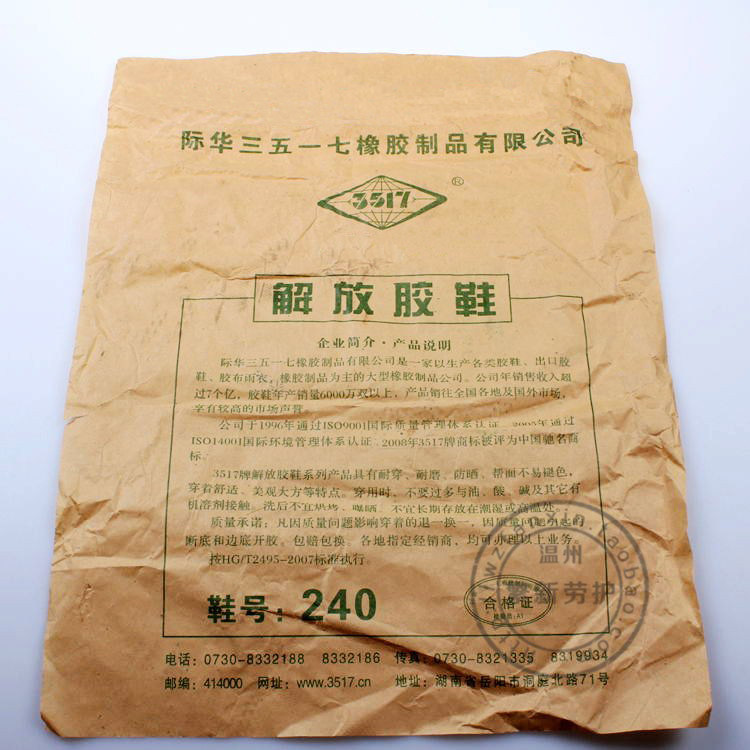 际华三五一七橡胶制品有限公司
3517
®
解放胶鞋
企业简介·产品说明
际华三五一七橡胶制品有限公司是一家以生产各类胶鞋、出口胶
鞋、胶布雨衣、橡胶制品为主的大型橡胶制品公司。公司年销售收入超
过7个亿,胶鞋年产销量6000万双以上,产品销往全国各地及国外市场,
享有较高的市场声誉。
公司于1996年通过ISO9001国际质量管理体系认证、2005年通过
ISO14001国际环境管理体系认证、2008年3517牌商标被评为中国驰名商
标。
3517牌解放胶鞋系列产品具有耐穿、耐磨、防晒、帮面不易褪色,
穿着舒适、美观大方等特点。穿用时、不要过多与油、酸、碱及其它有
机溶剂接触、洗后不宜烘烤、曝晒、不宜长期存放在潮湿或高温处。
质量承诺:凡因质量问题影响穿着的退一换一,因质量问题引起的
断底和边底开胶。包赔包换。各地指定经销商、均可办理以上业务。
按HG/T2495-2007标准执行
鞋号:240
合格证
电话:0730-8332188 8332186 传真:0730-8321335 8319934
邮编:414000 网址:www.3517.cn 地址:湖南省岳阳市洞庭北路71号
温州
新劳护